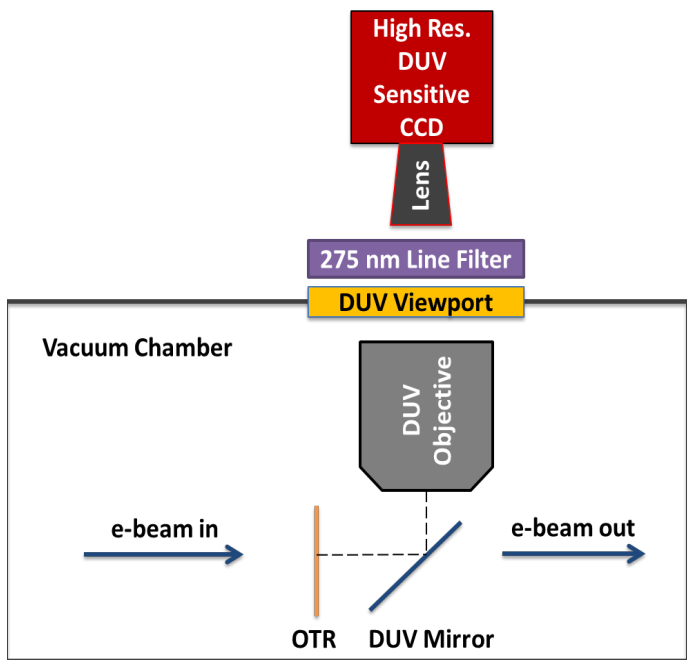 High Res.
DUV
Sensitive
CCD
Lens
275 nm Line Filter
DUV Viewport
Vacuum Chamber
DUV
Objective
e-beam in
e-beam out
OTR
DUV Mirror